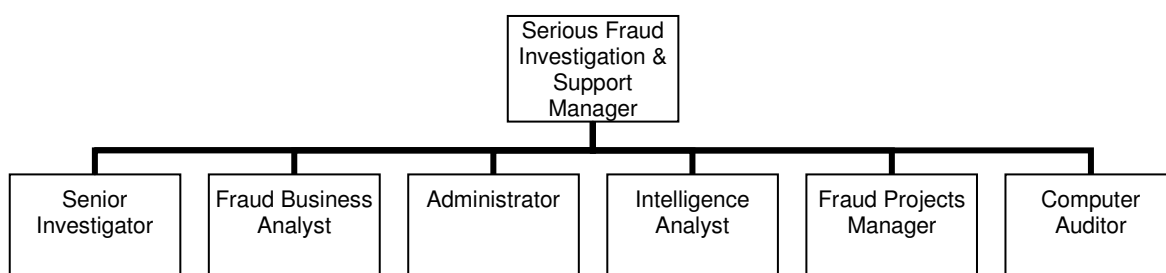 Serious Fraud
Investigation &
Support
Manager
Senior
Investigator
Fraud Business
Analyst
Administrator
Intelligence
Analyst
Fraud Projects
Manager
Computer
Auditor